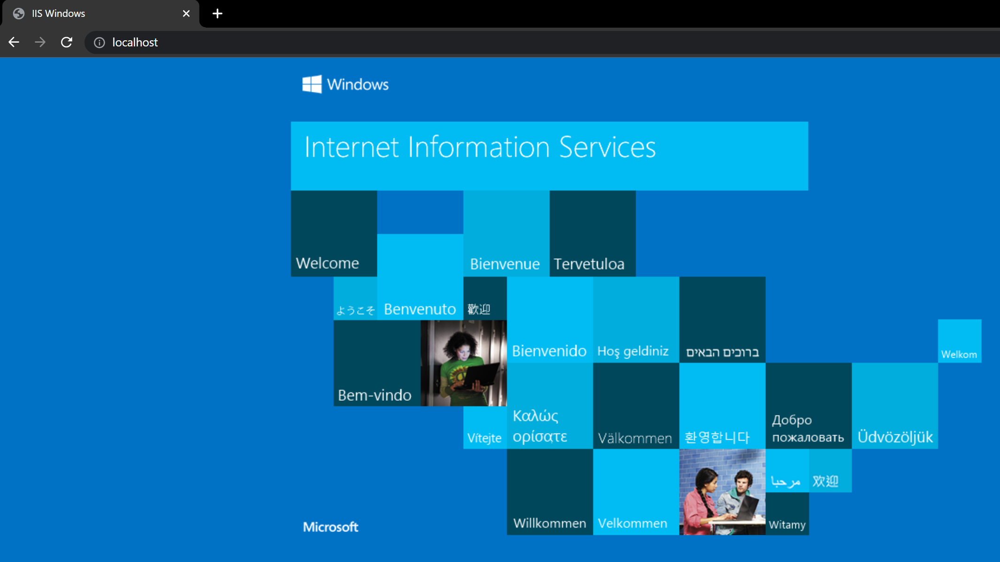 IIS Windows
localhost
Windows
Internet Information Services
Welcome
Bienvenue
Tervetuloa
ようこそ
Benvenuto
歡迎
Bienvenido
Hoş geldiniz
ברוכים הבאים
Welkom
Bem-vindo
Vítejte
Καλώς
ορίσατε
Välkommen
환영합니다
Добро
пожаловать
Üdvözöljük
مرحبا
欢迎
Willkommen
Velkommen
Witamy
Microsoft